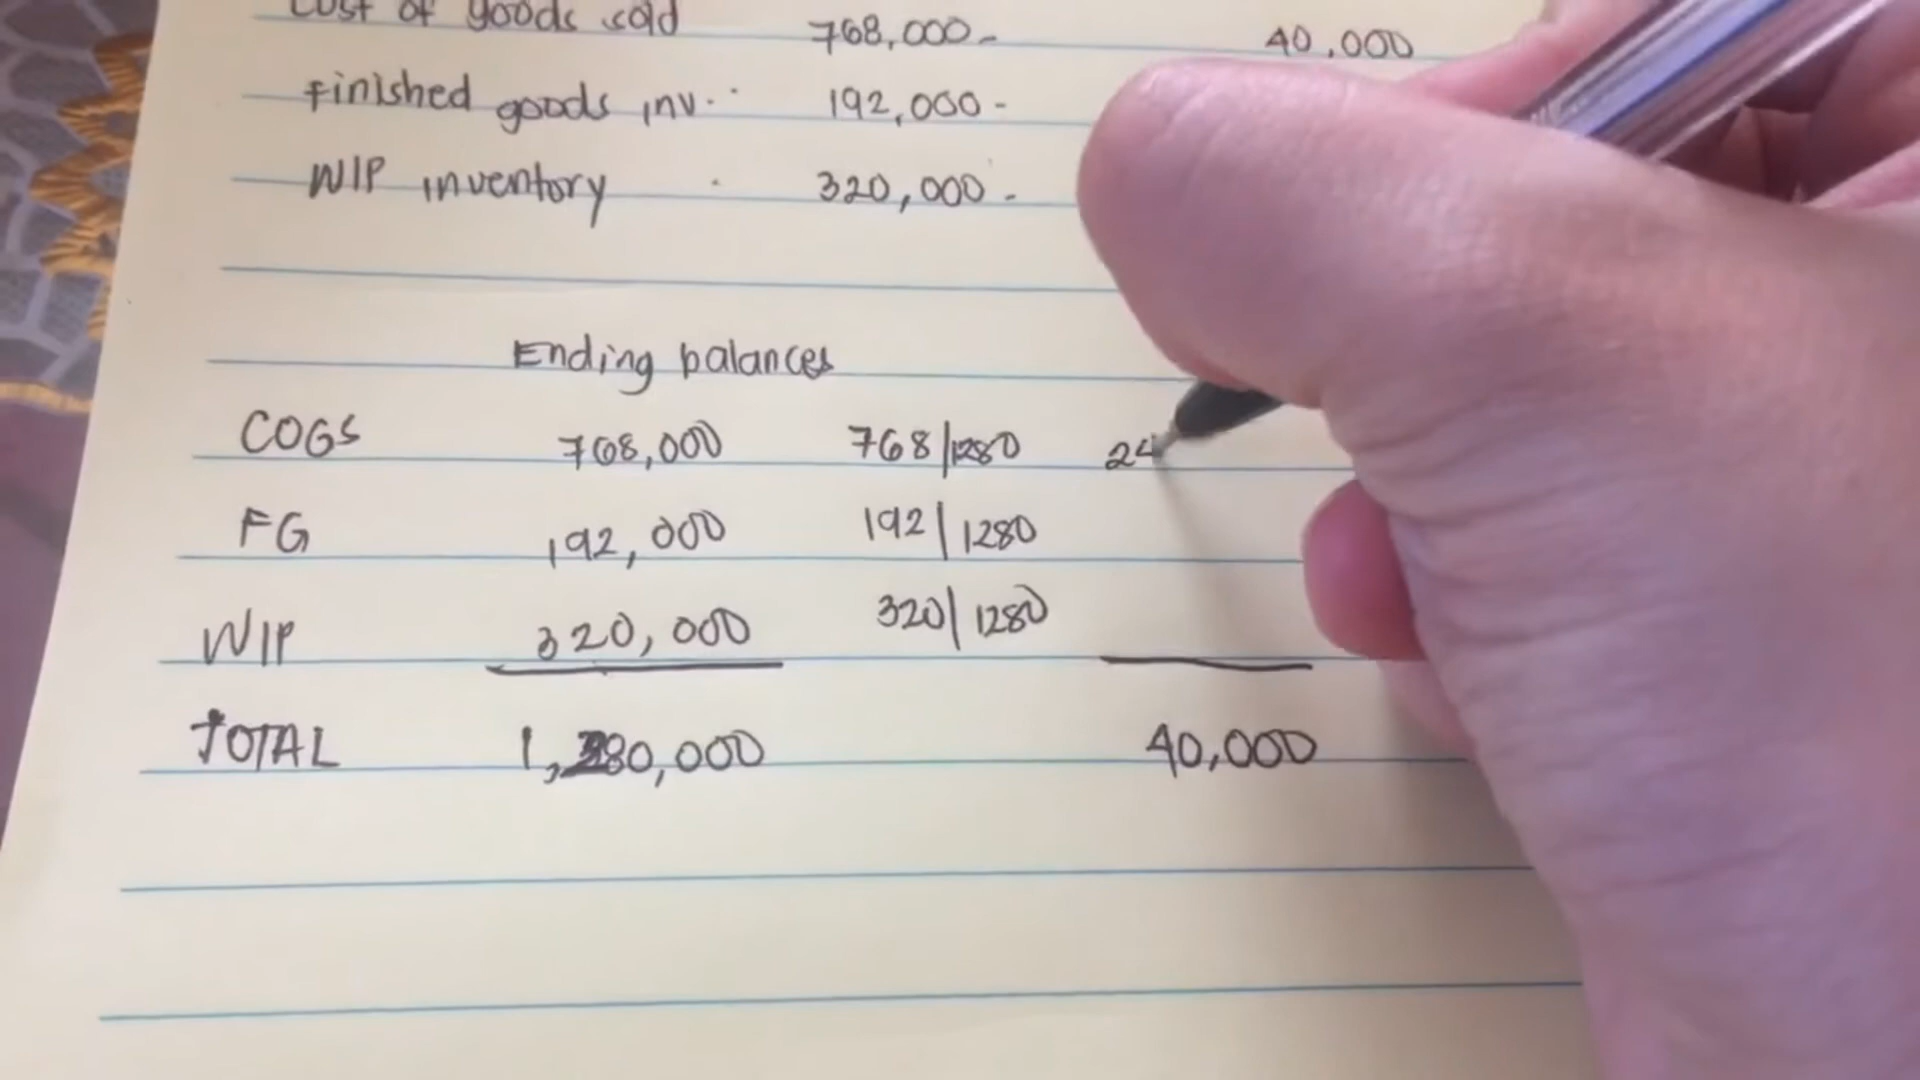 Cost of goods sold 768,000- 40,000
Finished goods inv. 192,000-
WIP inventory 320,000-
Ending balances
COGS 768,000 768/1280 24
FG 192,000 192/1280
WIP 320,000 320/1280
TOTAL 1,280,000 40,000